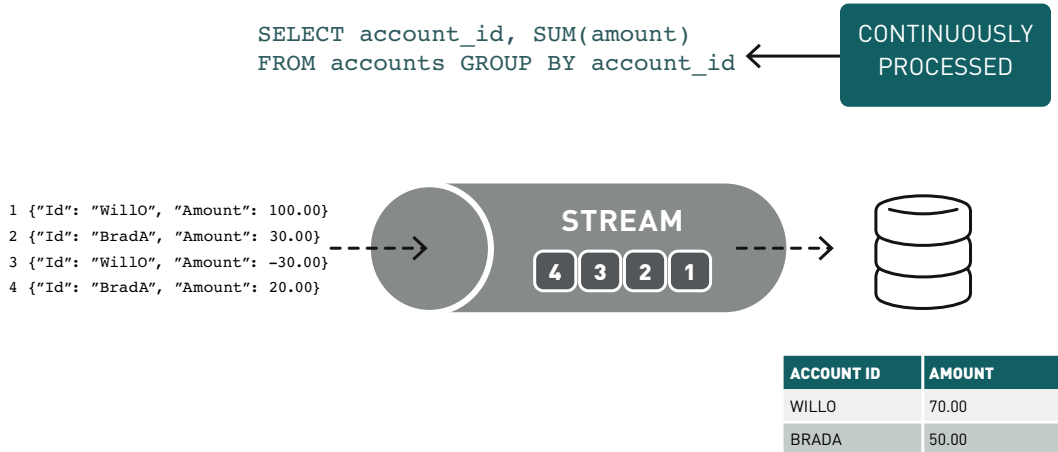 SELECT account_id, SUM(amount)
FROM accounts GROUP BY account_id
CONTINUOUSLY
PROCESSED
1 {"Id": "WillO", "Amount": 100.00}
2 {"Id": "BradA", "Amount": 30.00}
3 {"Id": "WillO", "Amount": -30.00}
4 {"Id": "BradA", "Amount": 20.00}
STREAM
4 3 2 1
ACCOUNT ID AMOUNT
WILLO 70.00
BRADA 50.00